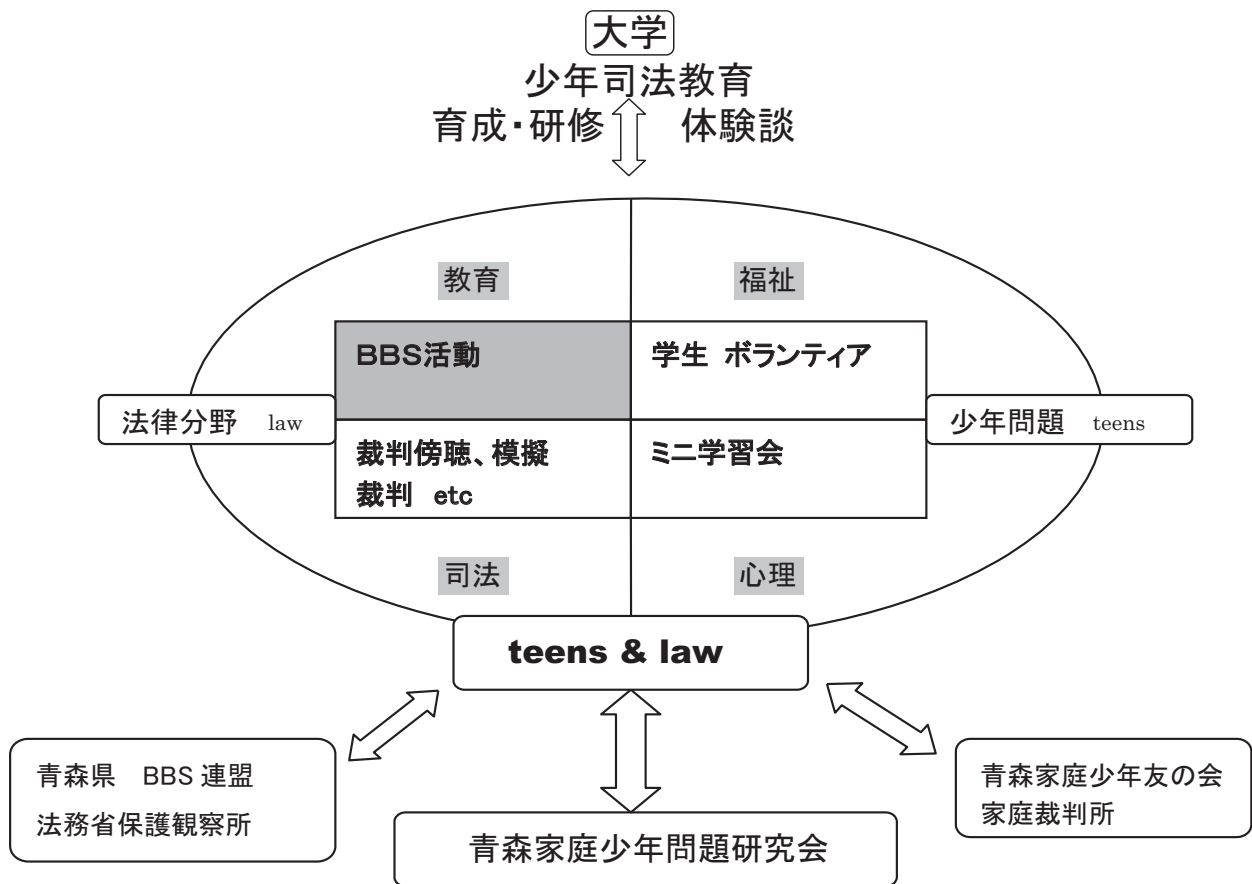 大学
少年司法教育
育成・研修 体験談
教育 福祉
BBS活動
学生 ボランティア
法律分野 law
少年問題 teens
裁判傍聴、模擬
裁判 etc
ミニ学習会
司法 心理
teens & law
青森県 BBS 連盟
法務省保護観察所
青森家庭少年問題研究会
青森家庭少年友の会
家庭裁判所